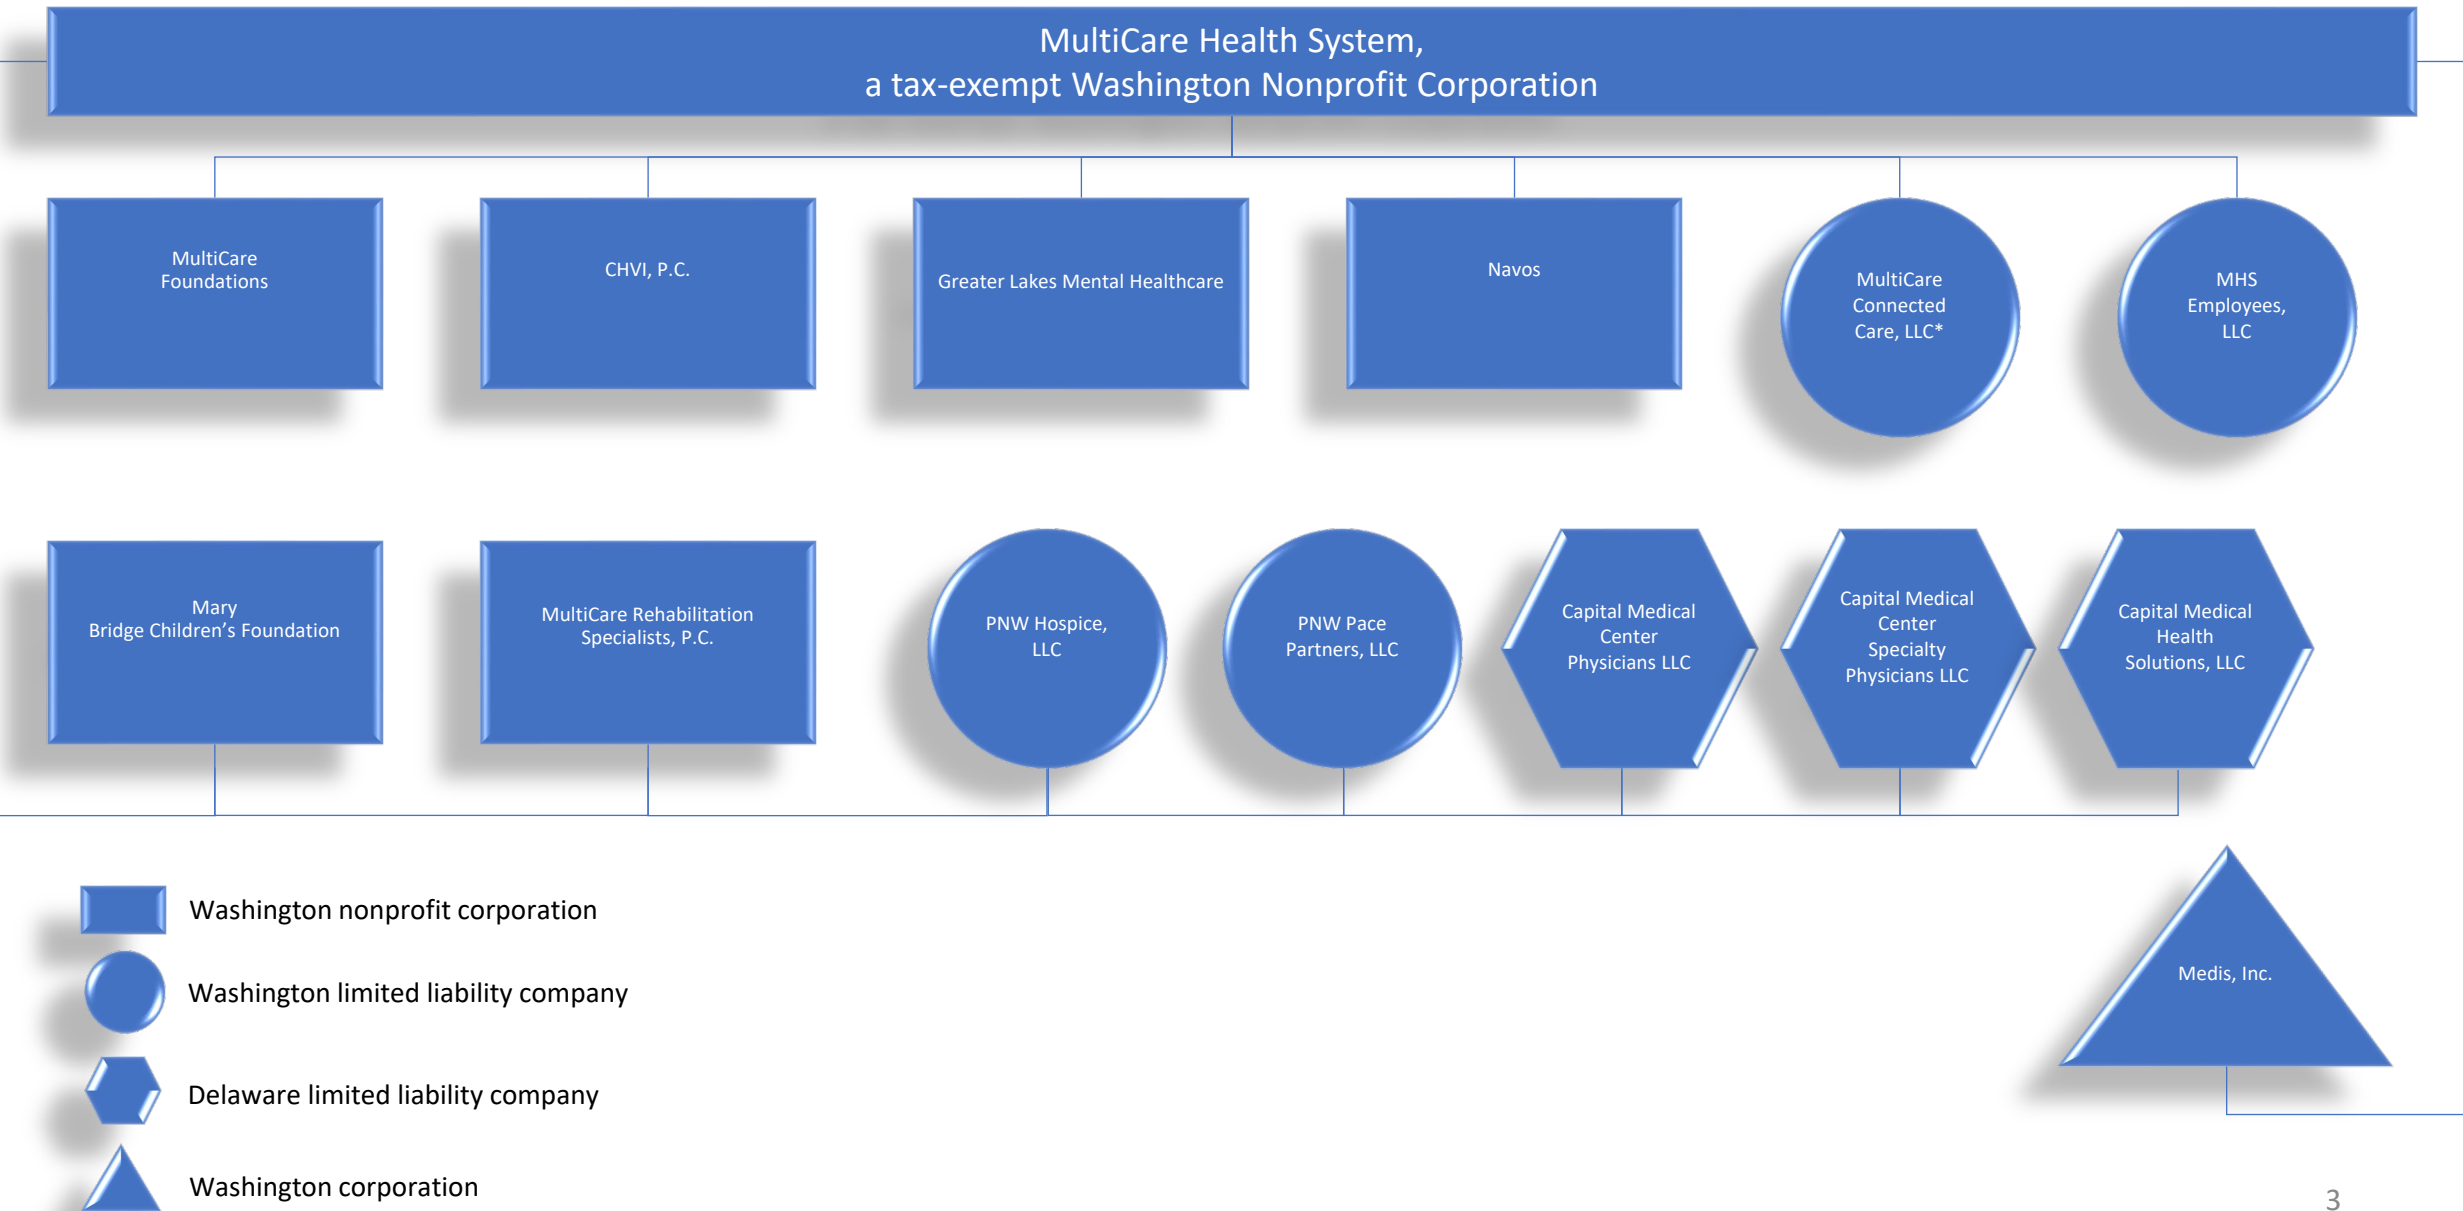 MultiCare Health System,
a tax-exempt Washington Nonprofit Corporation
MultiCare
Foundations
CHVI, P.C.
Greater Lakes Mental Healthcare
Navos
MultiCare
Connected
Care, LLC*
MHS
Employees,
LLC
Mary
Bridge Children’s Foundation
MultiCare Rehabilitation
Specialists, P.C.
PNW Hospice,
LLC
PNW Pace
Partners, LLC
Capital Medical
Center
Physicians LLC
Capital Medical
Center
Specialty
Physicians LLC
Capital Medical
Health
Solutions, LLC
Washington nonprofit corporation
Washington limited liability company
Delaware limited liability company
Washington corporation
Medis, Inc.
3